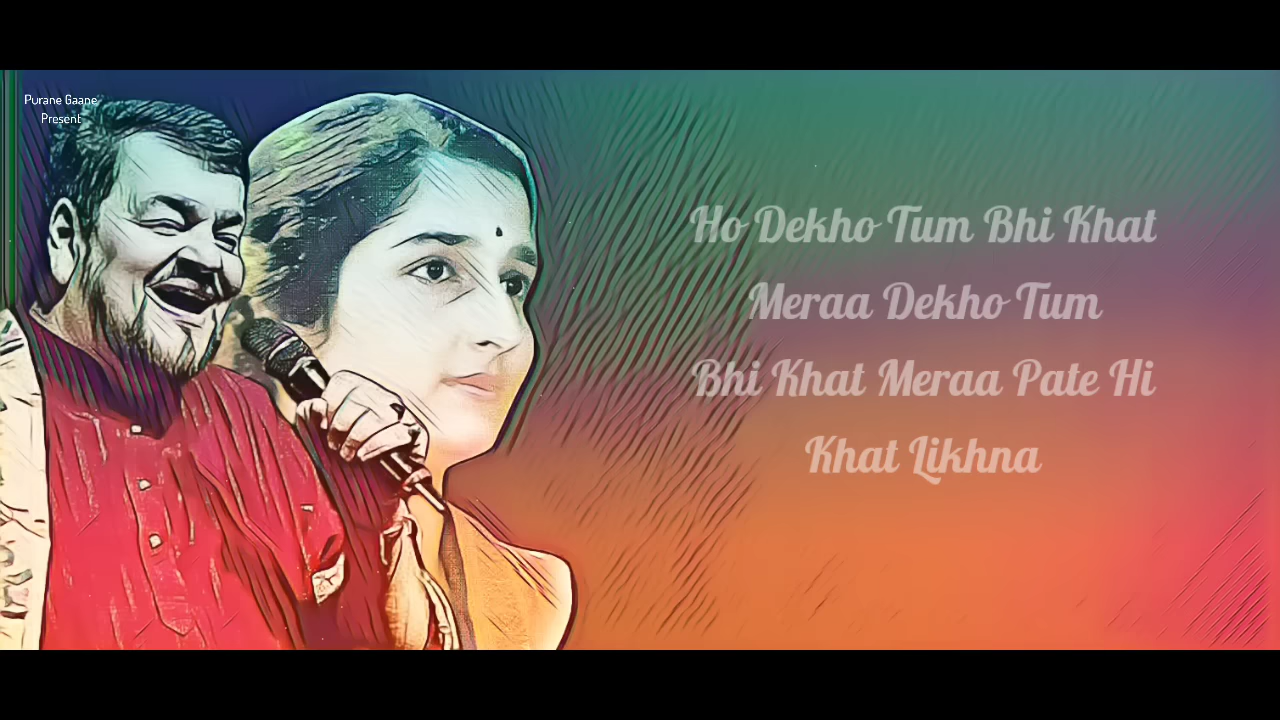 Purane Gaane
Present
Ho Dekho Tum Bhi Khat
Meraa Dekho Tum
Bhi Khat Meraa Pate Hi
Khat Likhna